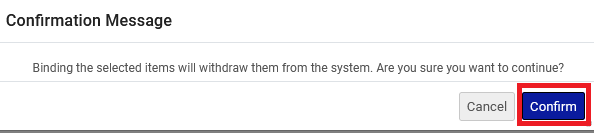 Confirmation Message
Binding the selected items will withdraw them from the system. Are you sure you want to continue?
Cancel
Confirm